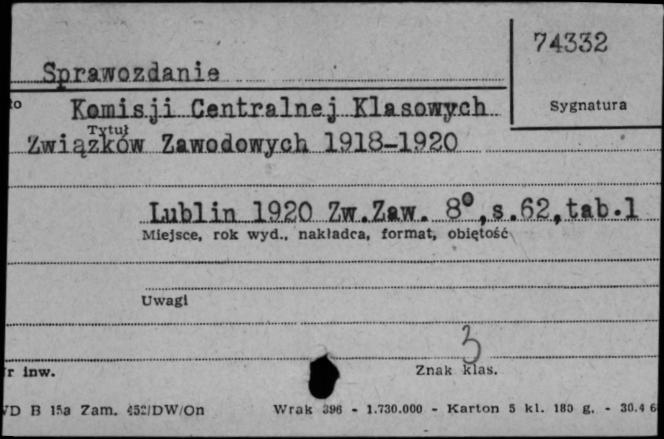 74332
Sprawozdanie
Sygnatura
Komisji Centralnej Klasowych
Tytuł
Związków Zawodowych 1918-1920
Lublin 1920 Zw.Zaw. 8°,s.62,tab.1
Miejsce, rok wyd., nakładca, format, objętość
Uwagi
3
r inw.
Znak klas.
D B 15a Zam. 452/DW/On Wrak 396 - 1.730.000 - Karton 5 kl. 180 g. - 30.4 6